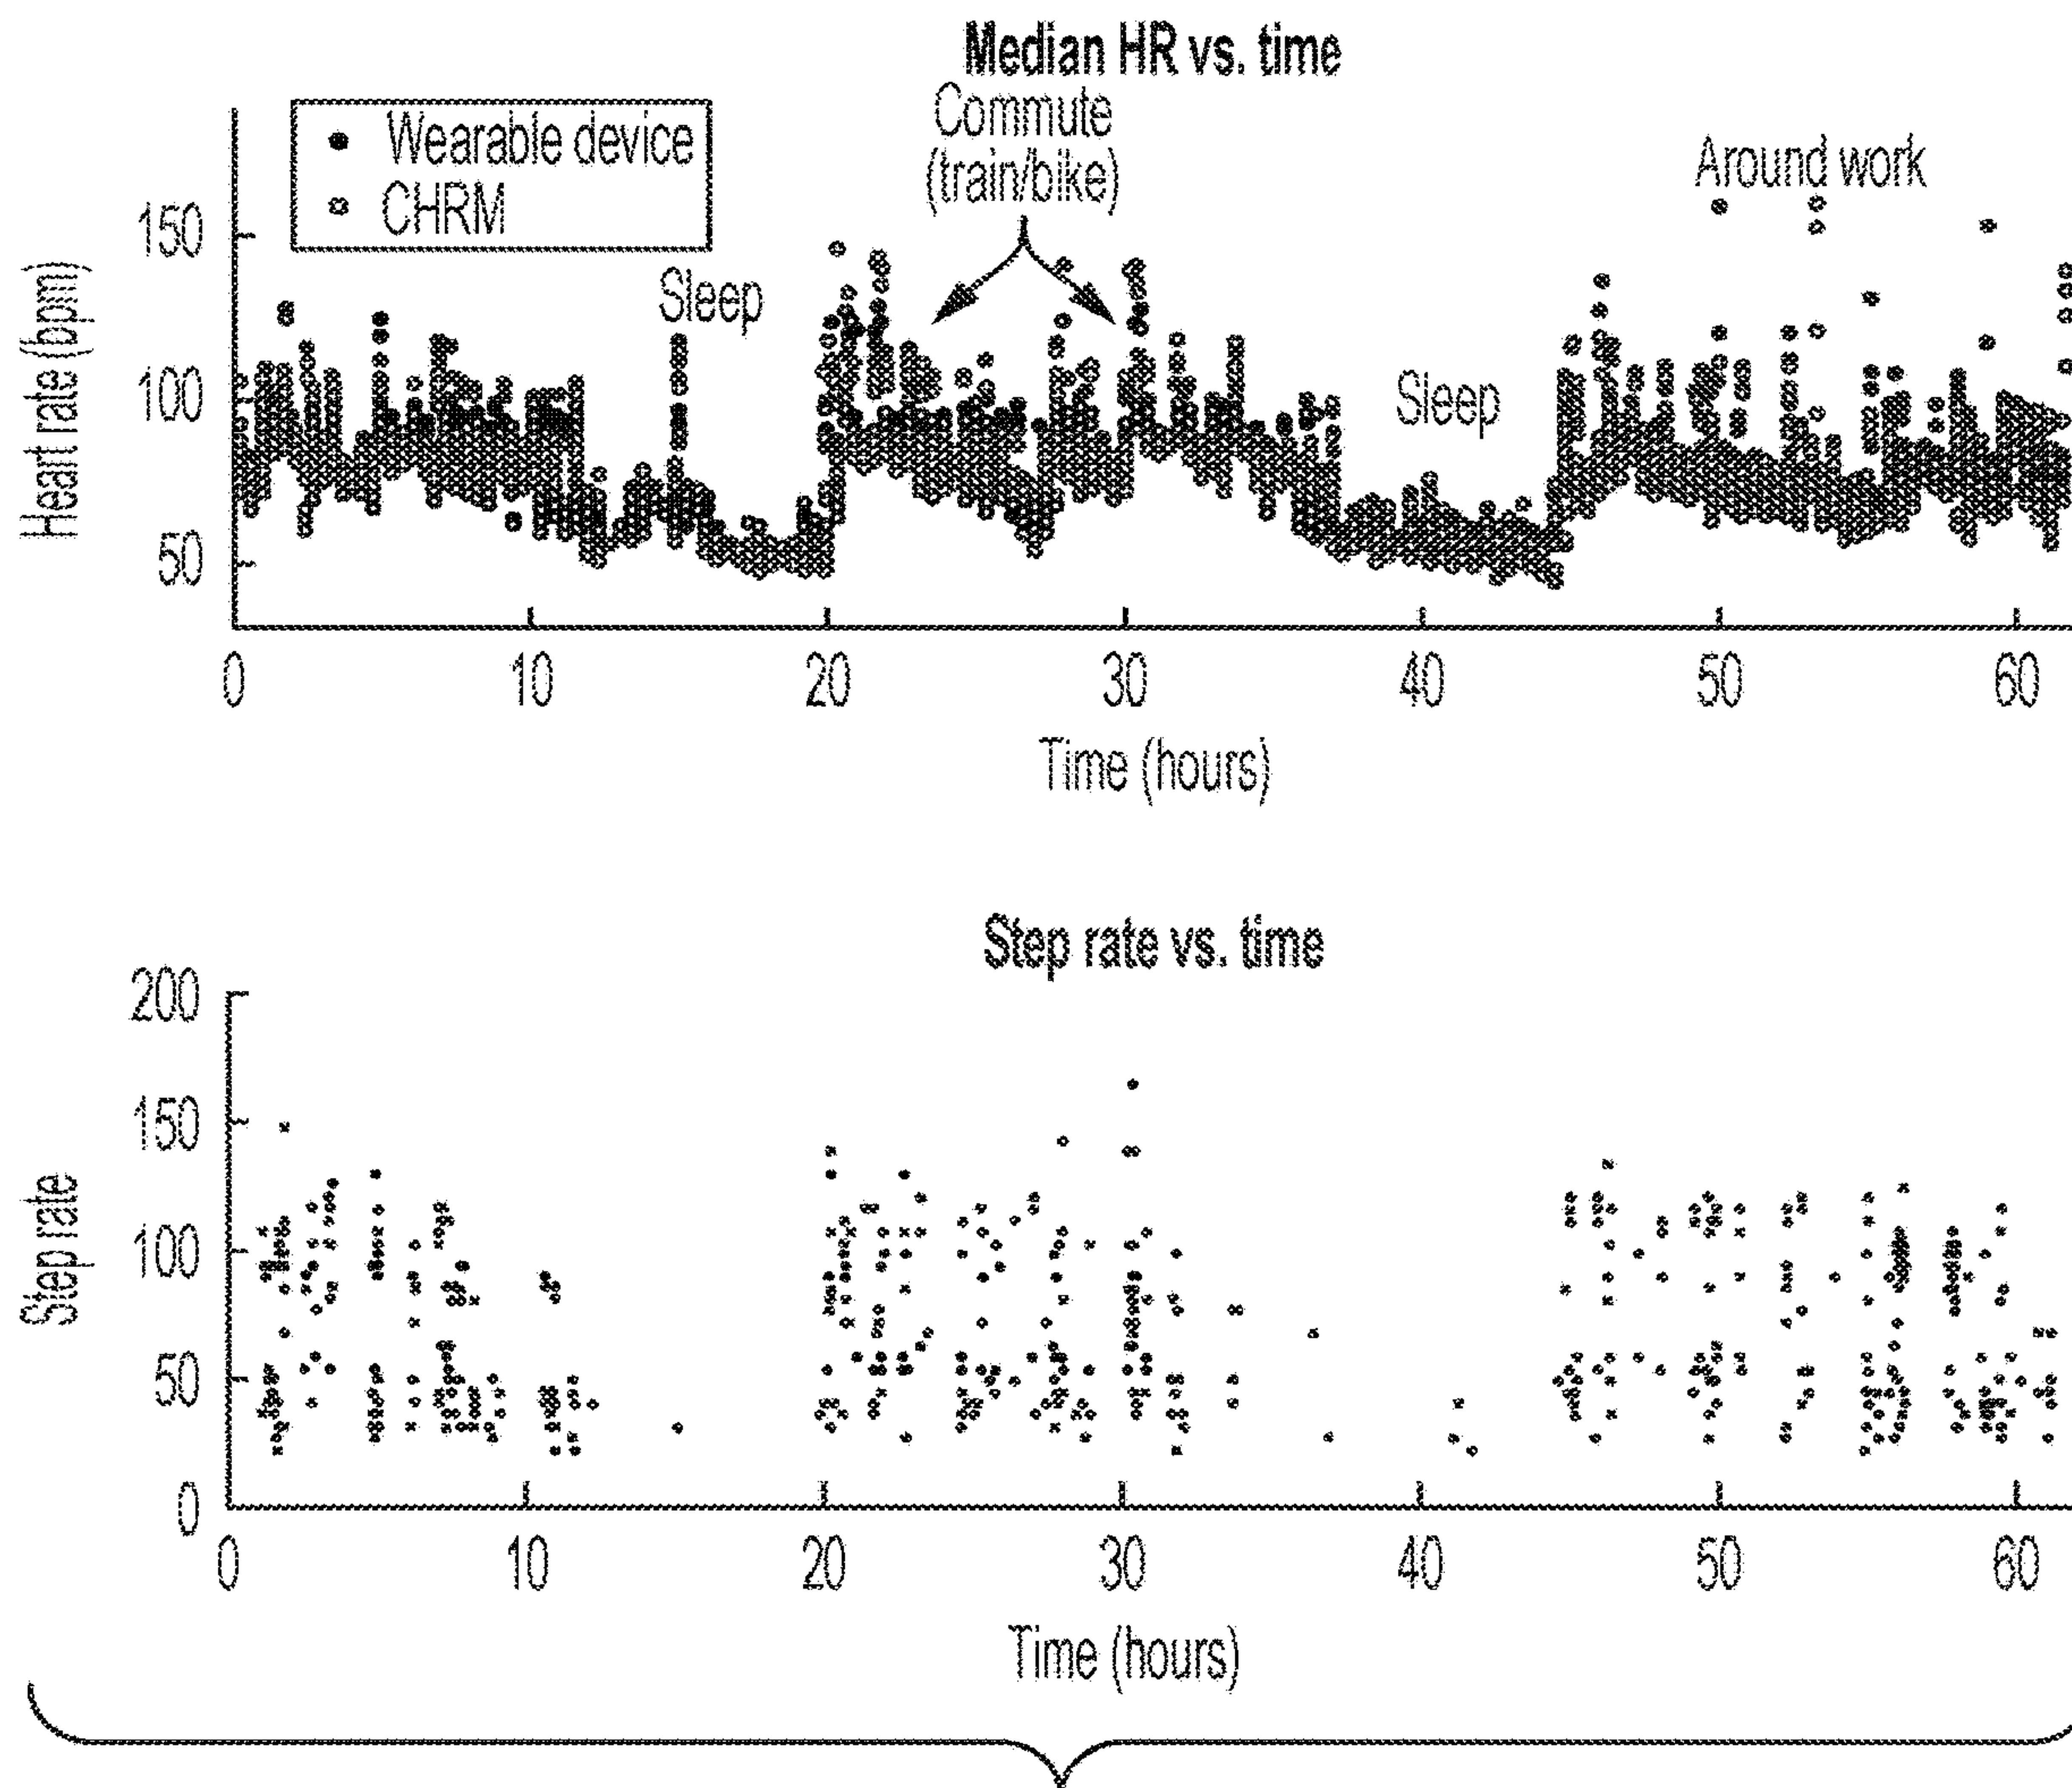 Median HR vs. time
Wearable device
CHRM
Commute
(train/bike)
Around work
Sleep
Sleep
Heart rate (bpm)
150
100
50
0 10 20 30 40 50 60
Time (hours)
Step rate vs. time
Step rate
200
150
100
50
0
0 10 20 30 40 50 60
Time (hours)